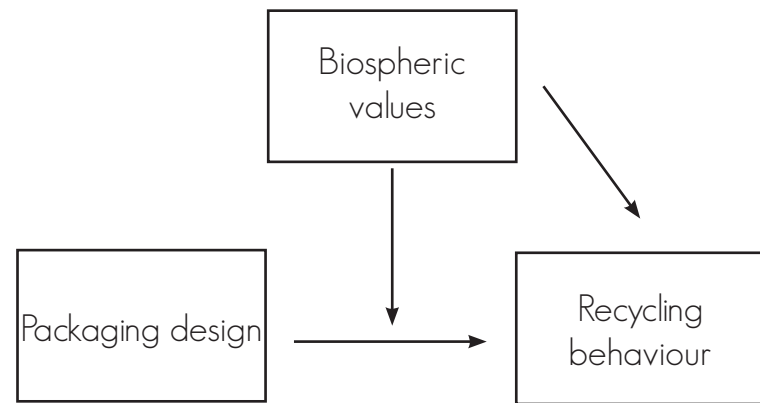 Biospheric
values
Packaging design
Recycling
behaviour